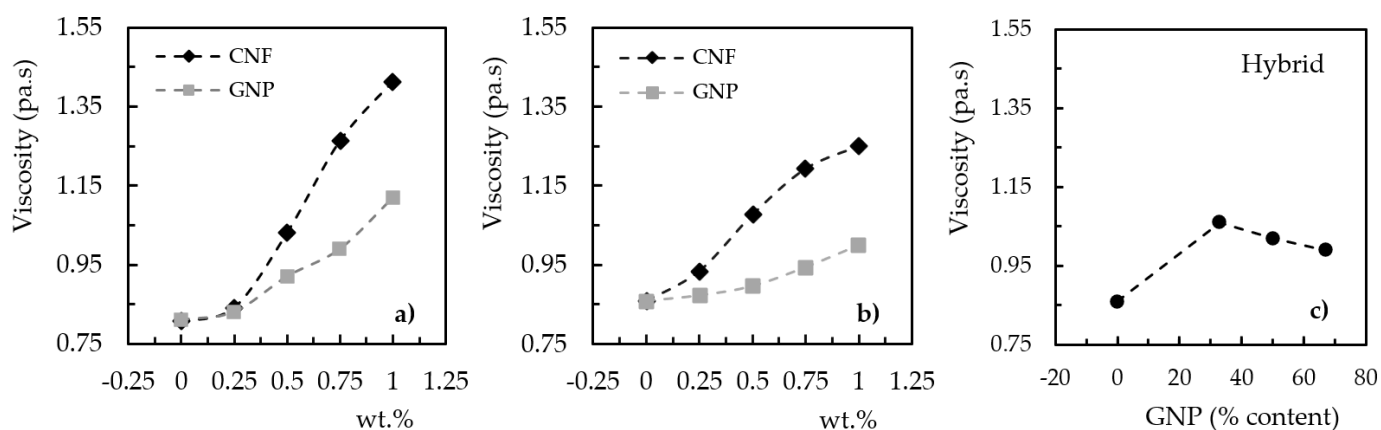 1.55
1.35
1.15
0.95
0.75
Viscosity (pa.s)
CNF
GNP
a)
-0.25 0 0.25 0.5 0.75 1 1.25
wt.%
1.55
1.35
1.15
0.95
0.75
Viscosity (pa.s)
CNF
GNP
b)
-0.25 0 0.25 0.5 0.75 1 1.25
wt.%
1.55
1.35
1.15
0.95
0.75
Viscosity (pa.s)
Hybrid
c)
-20 0 20 40 60 80
GNP (% content)